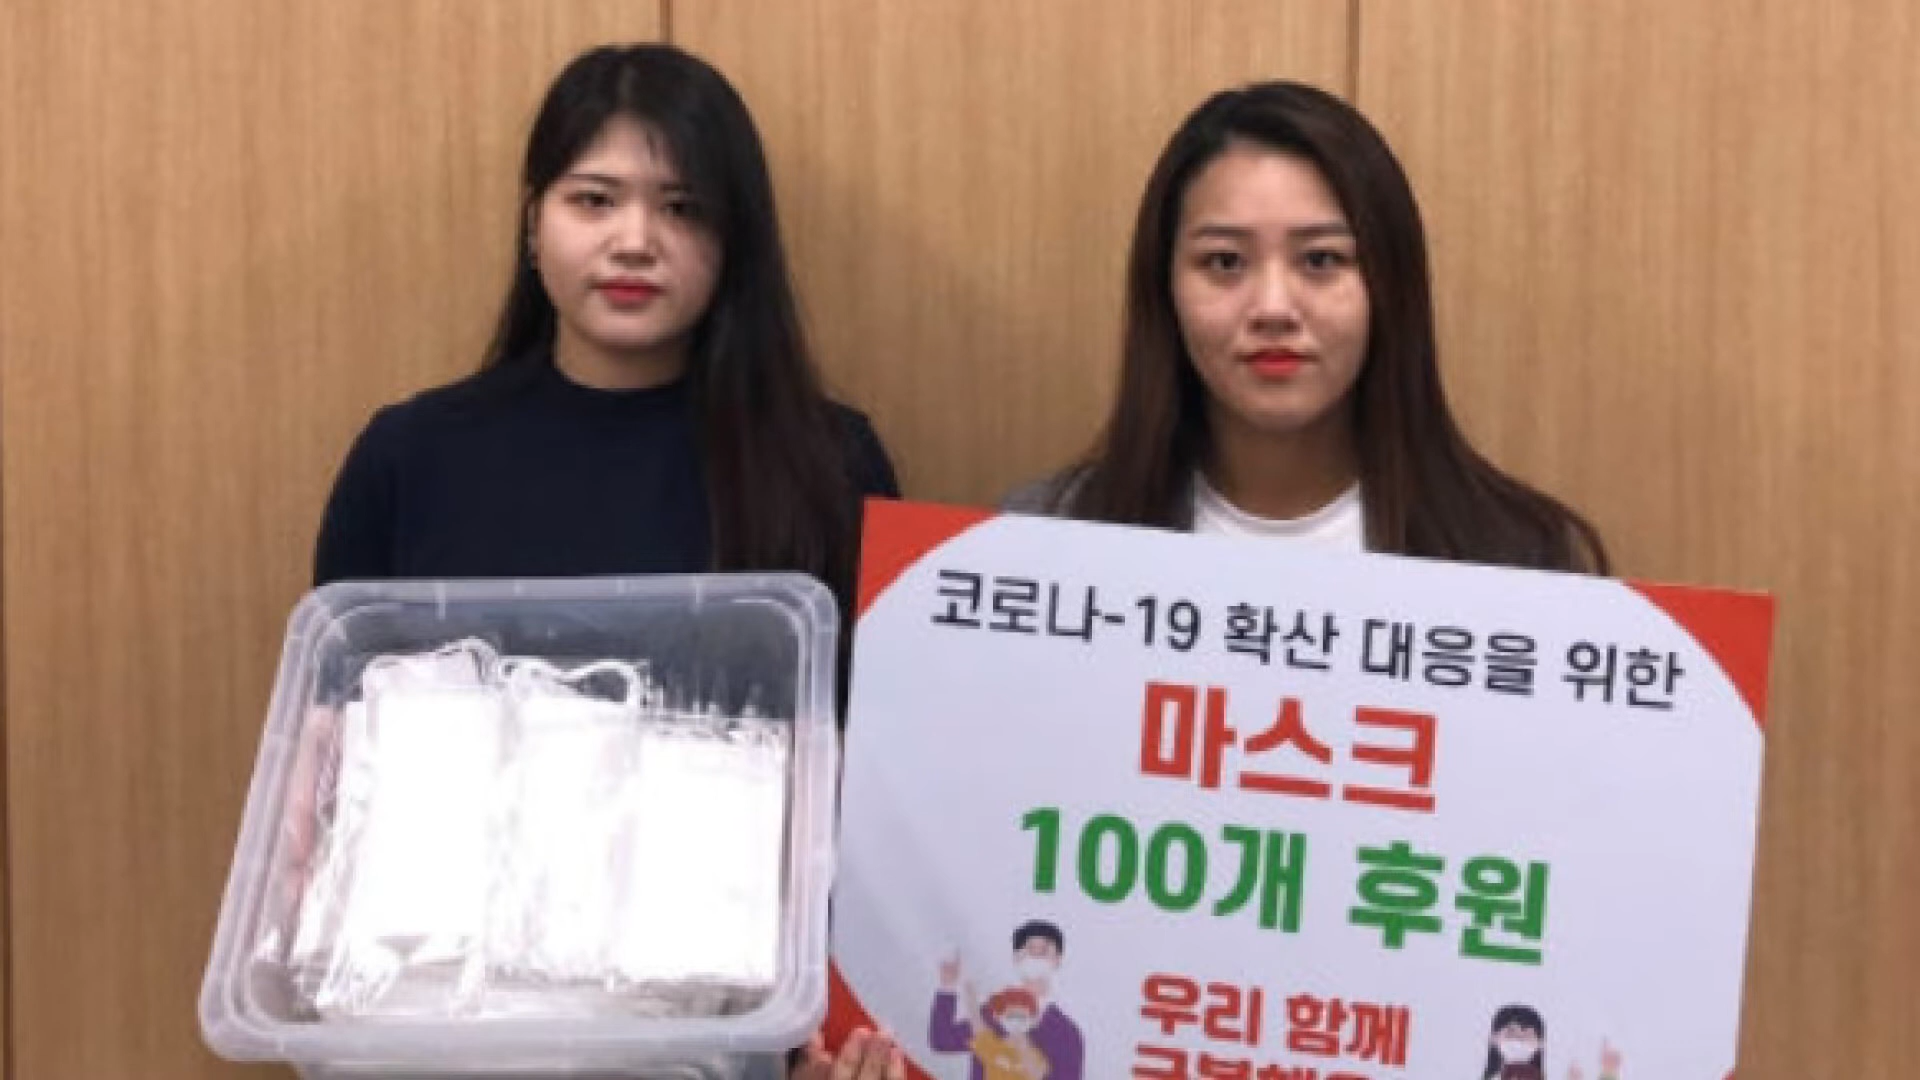 코로나-19 확산 대응을 위한
마스크
100개 후원
우리 함께